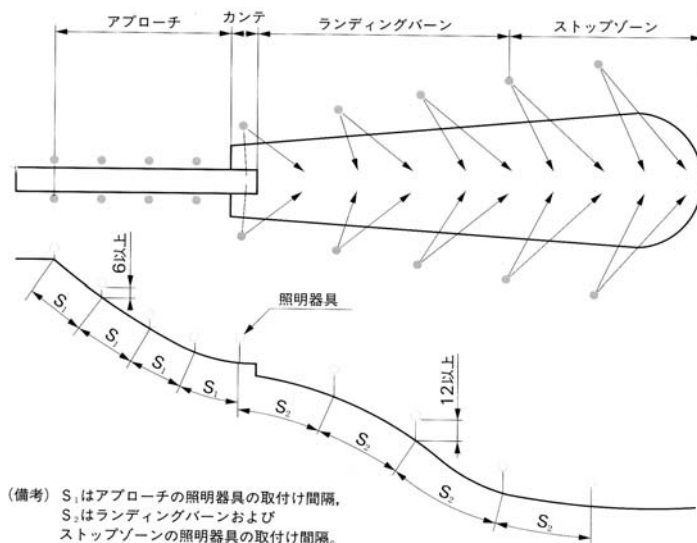 アプローチ
カンテ
ランディングバーン
ストップゾーン
6以上
照明器具
S₁
S₁
S₁
S₁
S₂
S₂
S₂
S₂
12以上
(備考) S₁はアプローチの照明器具の取付け間隔,
S₂はランディングバーンおよび
ストップゾーンの照明器具の取付け間隔。